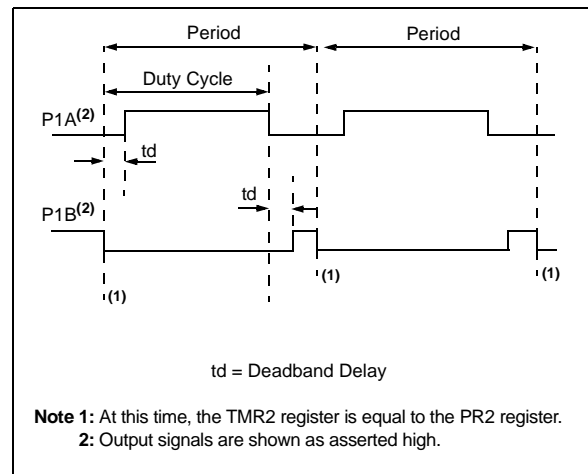 Period Period
Duty Cycle
P1A(2)
td
td
P1B(2)
(1) (1) (1)
td = Deadband Delay
Note 1: At this time, the TMR2 register is equal to the PR2 register.
2: Output signals are shown as asserted high.